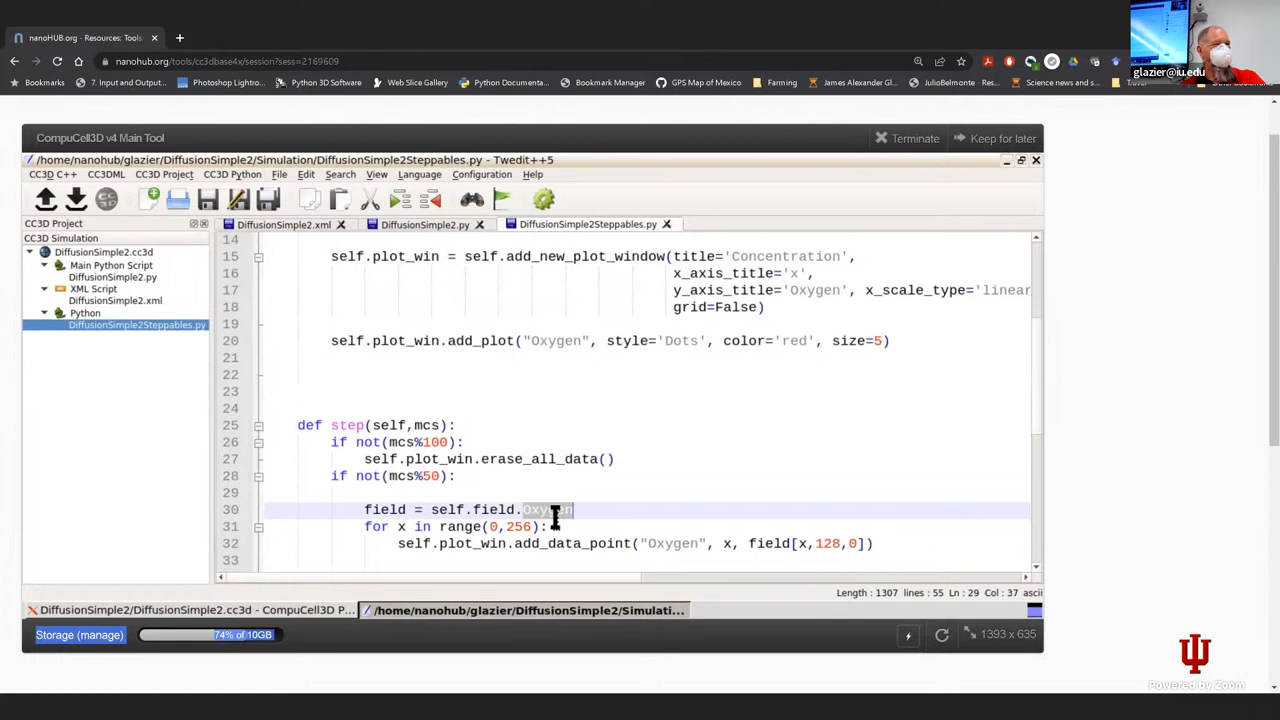 nanoHUB.org - Resources: Tools:
nanohub.org/tools/cc3dbase4x/session?sess=2169609
glazier@iu.edu
Bookmarks
7. Input and Output...
Photoshop Lightro...
Python 3D Software
Web Slice Gallery
Python Documenta...
Bookmark Manager
GPS Map of Mexico
Farming
James Alexander Gl...
JulioBelmonte - Res...
Science news and s...
CompuCell3D v4 Main Tool
Terminate
Keep for later
/home/nanohub/glazier/DiffusionSimple2/Simulation/DiffusionSimple2Steppables.py - Twedit++5
CC3D C++ CC3DML CC3D Project CC3D Python File Edit Search View Language Configuration Help
CC3D Project
CC3D Simulation
DiffusionSimple2.cc3d
Main Python Script
DiffusionSimple2.py
XML Script
DiffusionSimple2.xml
Python
DiffusionSimple2Steppables.py
DiffusionSimple2.xml
DiffusionSimple2.py
DiffusionSimple2Steppables.py
14
15 self.plot_win = self.add_new_plot_window(title='Concentration',
16 x_axis_title='x',
17 y_axis_title='Oxygen', x_scale_type='linear
18 grid=False)
19
20 self.plot_win.add_plot("Oxygen", style='Dots', color='red', size=5)
21
22
23
24
25 def step(self,mcs):
26 if not(mcs%100):
27 self.plot_win.erase_all_data()
28 if not(mcs%50):
29
30 field = self.field.Oxygen
31 for x in range(0,256):
32 self.plot_win.add_data_point("Oxygen", x, field[x,128,0])
33
Length : 1307 lines : 55 Ln : 29 Col : 37 ascii
DiffusionSimple2/DiffusionSimple2.cc3d - CompuCell3D P...
/home/nanohub/glazier/DiffusionSimple2/Simulati...
Storage (manage)
74% of 10GB
1393 x 635
Powered by Zoom